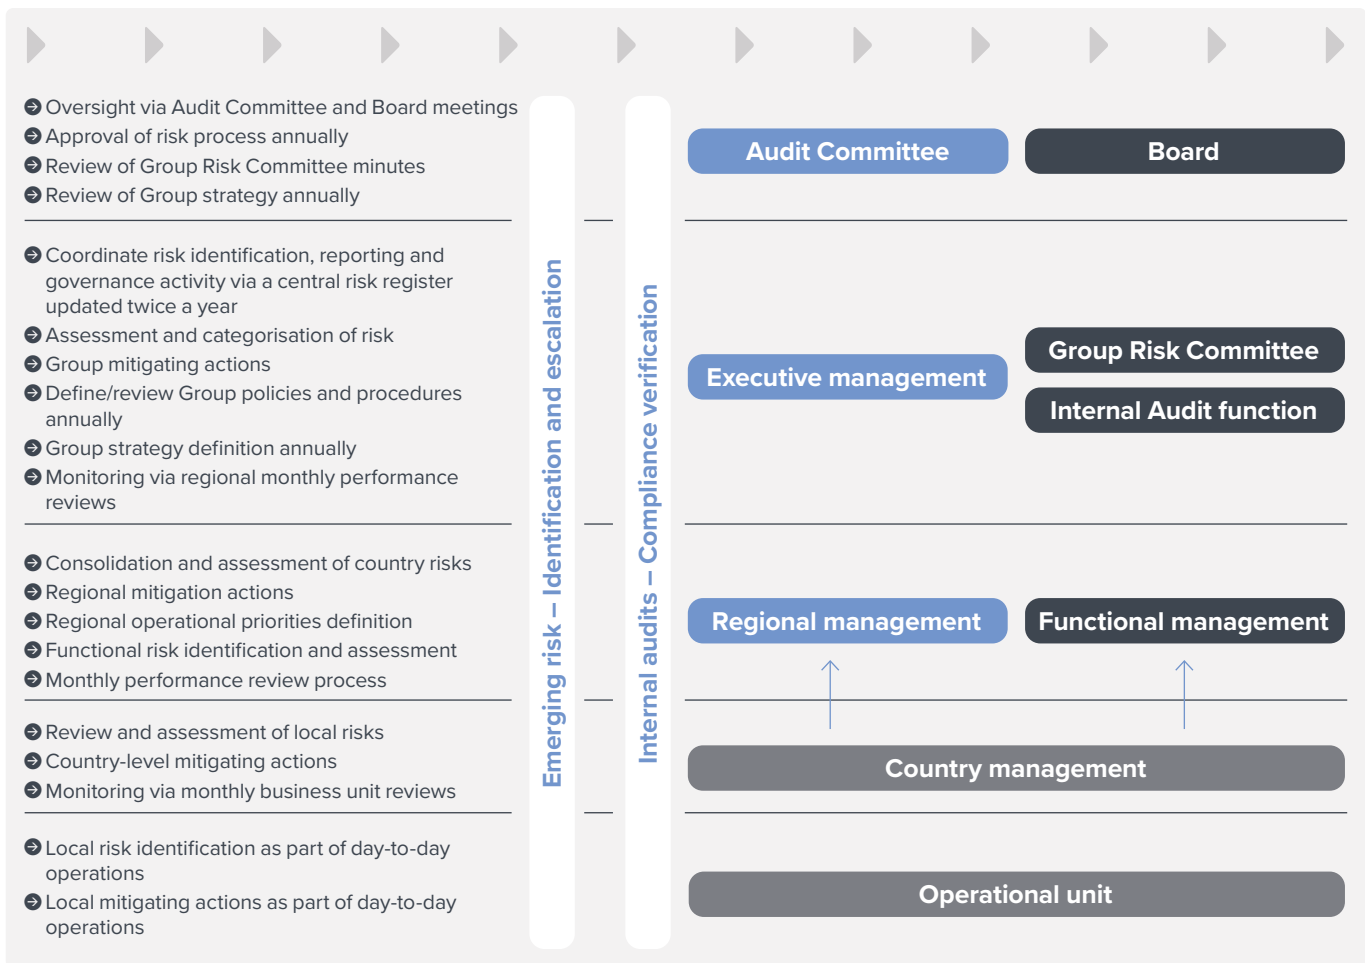 Oversight via Audit Committee and Board meetings
Approval of risk process annually
Review of Group Risk Committee minutes
Review of Group strategy annually
Audit Committee
Board
Coordinate risk identification, reporting and
governance activity via a central risk register
updated twice a year
Assessment and categorisation of risk
Group mitigating actions
Define/review Group policies and procedures
annually
Group strategy definition annually
Monitoring via regional monthly performance
reviews
Executive management
Group Risk Committee
Internal Audit function
Consolidation and assessment of country risks
Regional mitigation actions
Regional operational priorities definition
Functional risk identification and assessment
Monthly performance review process
Regional management
Functional management
Review and assessment of local risks
Country-level mitigating actions
Monitoring via monthly business unit reviews
Country management
Local risk identification as part of day-to-day
operations
Local mitigating actions as part of day-to-day
operations
Operational unit
Emerging risk – Identification and escalation
Internal audits – Compliance verification